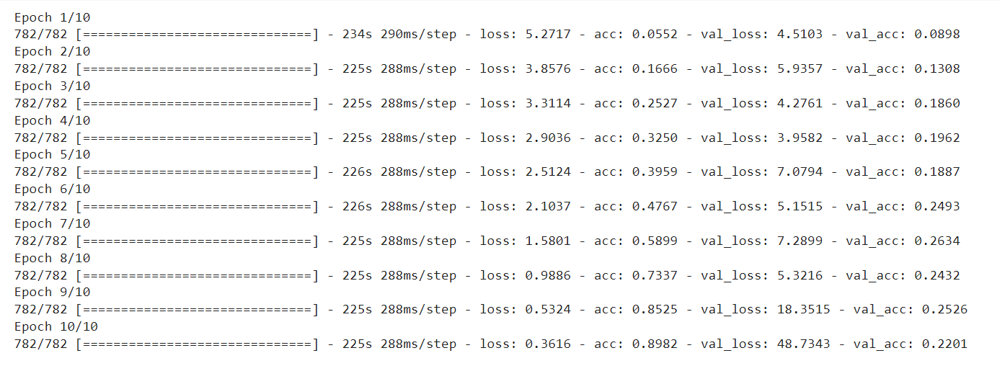 Epoch 1/10
782/782 [==============================] - 234s 290ms/step - loss: 5.2717 - acc: 0.0552 - val_loss: 4.5103 - val_acc: 0.0898
Epoch 2/10
782/782 [==============================] - 225s 288ms/step - loss: 3.8576 - acc: 0.1666 - val_loss: 5.9357 - val_acc: 0.1308
Epoch 3/10
782/782 [==============================] - 225s 288ms/step - loss: 3.3114 - acc: 0.2527 - val_loss: 4.2761 - val_acc: 0.1860
Epoch 4/10
782/782 [==============================] - 225s 288ms/step - loss: 2.9036 - acc: 0.3250 - val_loss: 3.9582 - val_acc: 0.1962
Epoch 5/10
782/782 [==============================] - 226s 288ms/step - loss: 2.5124 - acc: 0.3959 - val_loss: 7.0794 - val_acc: 0.1887
Epoch 6/10
782/782 [==============================] - 226s 288ms/step - loss: 2.1037 - acc: 0.4767 - val_loss: 5.1515 - val_acc: 0.2493
Epoch 7/10
782/782 [==============================] - 225s 288ms/step - loss: 1.5801 - acc: 0.5899 - val_loss: 7.2899 - val_acc: 0.2634
Epoch 8/10
782/782 [==============================] - 225s 288ms/step - loss: 0.9886 - acc: 0.7337 - val_loss: 5.3216 - val_acc: 0.2432
Epoch 9/10
782/782 [==============================] - 225s 288ms/step - loss: 0.5324 - acc: 0.8525 - val_loss: 18.3515 - val_acc: 0.2526
Epoch 10/10
782/782 [==============================] - 225s 288ms/step - loss: 0.3616 - acc: 0.8982 - val_loss: 48.7343 - val_acc: 0.2201